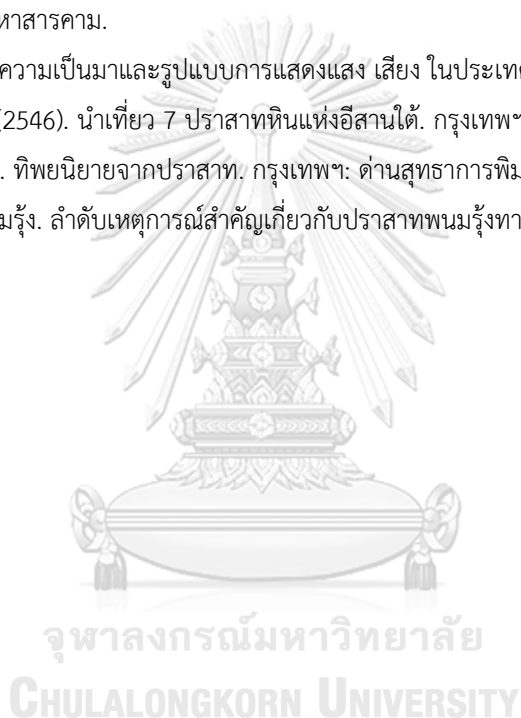 หาสารคาม.
ความเป็นมาและรูปแบบการแสดงแสง เสียง ในประเทศ
(2546). นำเที่ยว 7 ปราสาทหินแห่งอีสานใต้. กรุงเทพฯ
. ทิพยนิยายจากปราสาท. กรุงเทพฯ: ด่านสุทธาการพิม
มรุ้ง. ลำดับเหตุการณ์สำคัญเกี่ยวกับปราสาทพนมรุ้งทา
จุฬาลงกรณ์มหาวิทยาลัย
CHULALONGKORN UNIVERSITY